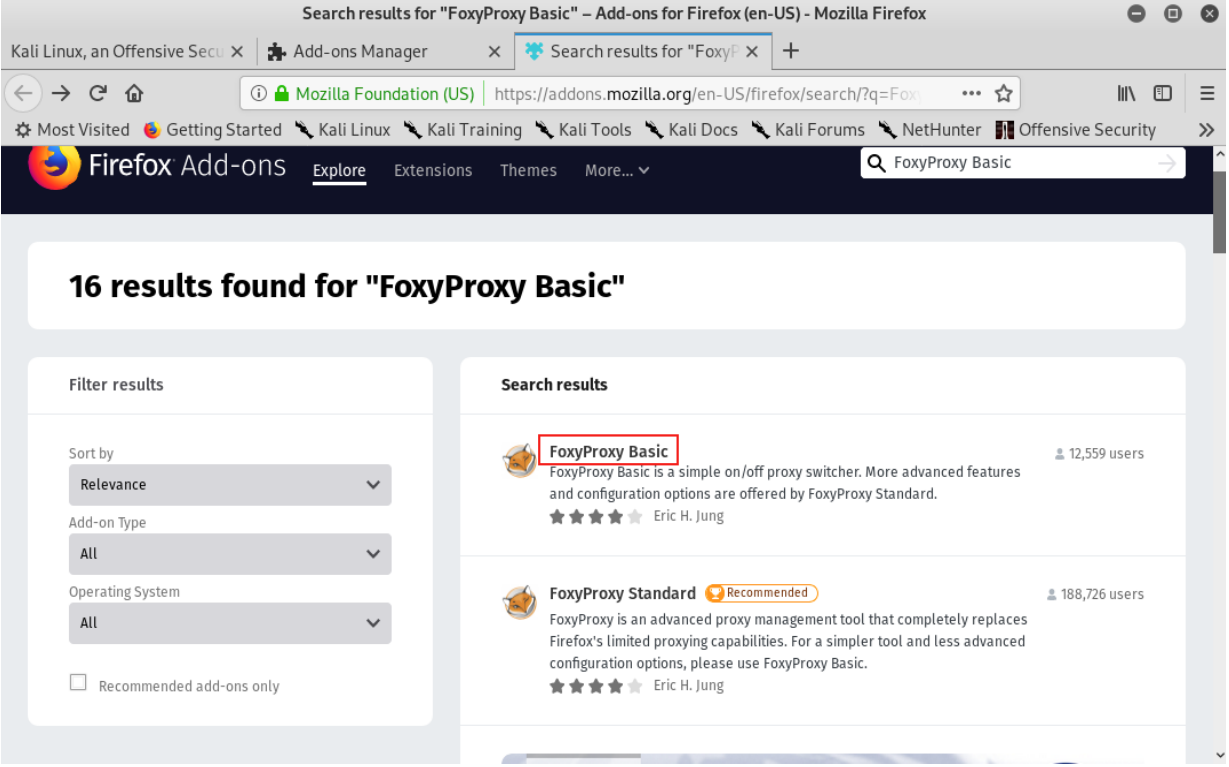 Search results for "FoxyProxy Basic" – Add-ons for Firefox (en-US) - Mozilla Firefox
Kali Linux, an Offensive Secu Add-ons Manager Search results for "FoxyP
Mozilla Foundation (US) https://addons.mozilla.org/en-US/firefox/search/?q=Foxy
Most Visited Getting Started Kali Linux Kali Training Kali Tools Kali Docs Kali Forums NetHunter Offensive Security
Firefox Add-ons Explore Extensions Themes More... FoxyProxy Basic
16 results found for "FoxyProxy Basic"
Filter results
Sort by
Relevance
Add-on Type
All
Operating System
All
Recommended add-ons only
Search results
FoxyProxy Basic 12,559 users
FoxyProxy Basic is a simple on/off proxy switcher. More advanced features
and configuration options are offered by FoxyProxy Standard.
Eric H. Jung
FoxyProxy Standard Recommended 188,726 users
FoxyProxy is an advanced proxy management tool that completely replaces
Firefox's limited proxying capabilities. For a simpler tool and less advanced
configuration options, please use FoxyProxy Basic.
Eric H. Jung